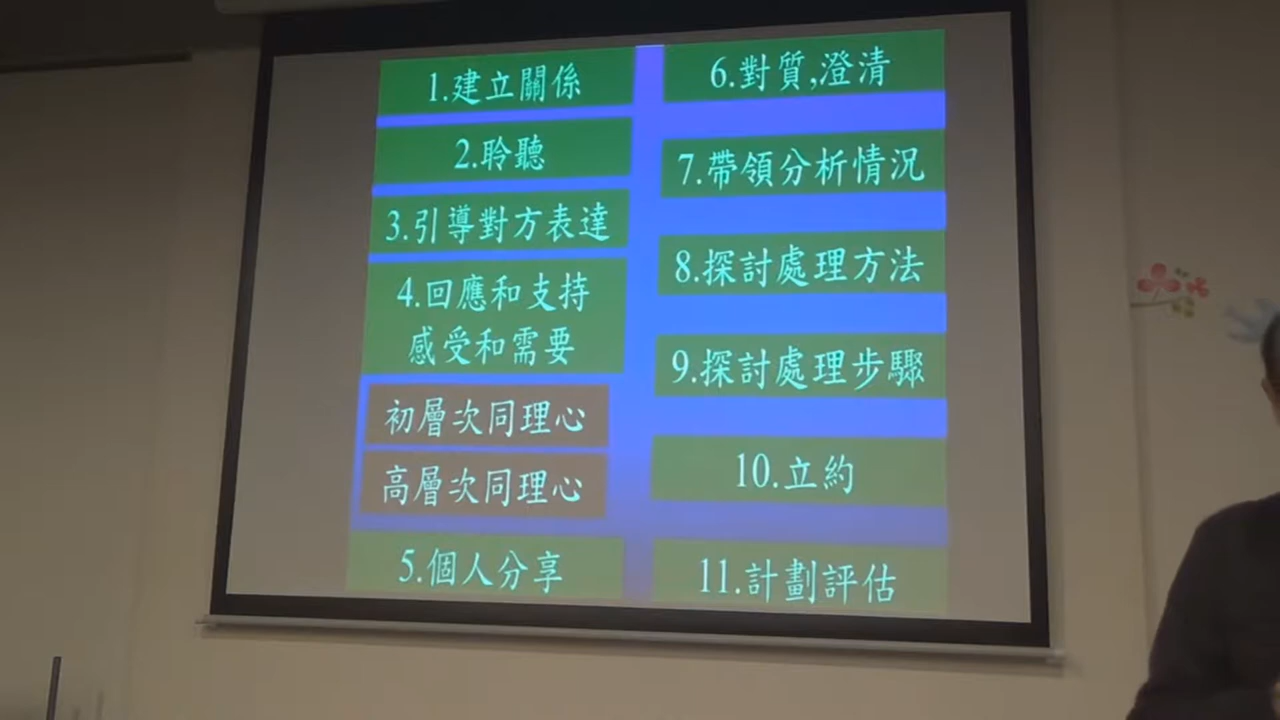 1.建立關係
2.聆聽
3.引導對方表達
4.回應和支持
感受和需要
初層次同理心
高層次同理心
5.個人分享
6.對質,澄清
7.帶領分析情況
8.探討處理方法
9.探討處理步驟
10.立約
11.計劃評估